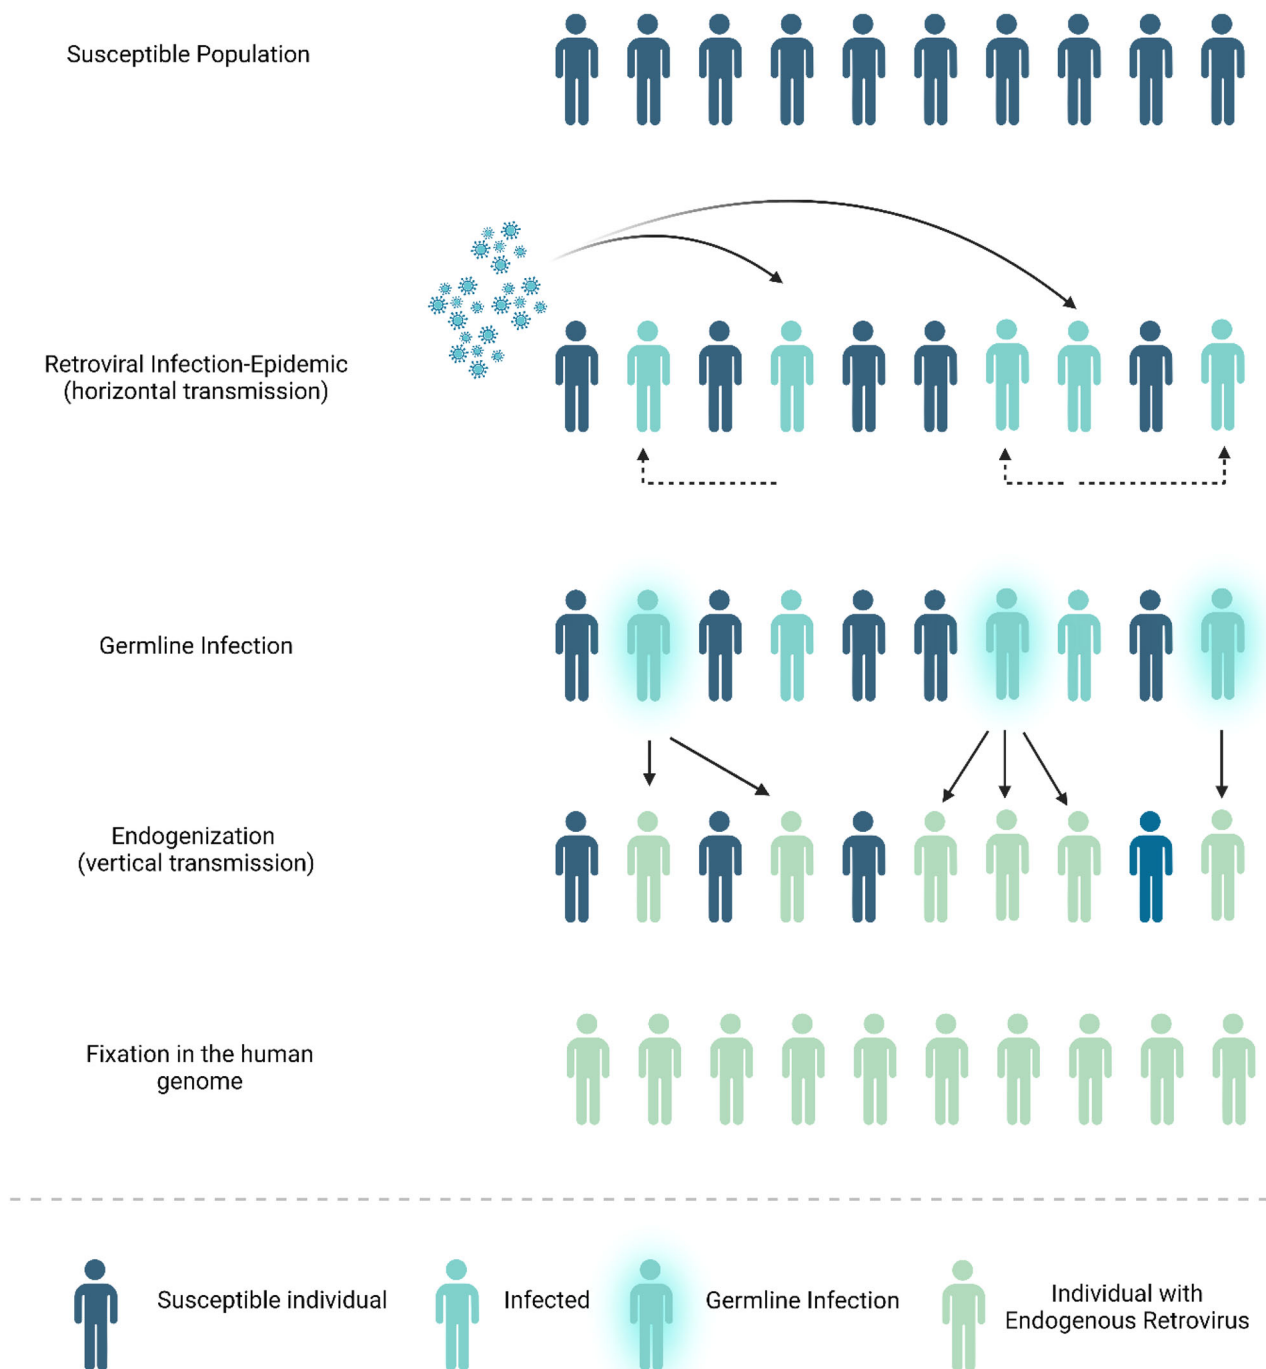 Susceptible Population
Retroviral Infection-Epidemic
(horizontal transmission)
Germline Infection
Endogenization
(vertical transmission)
Fixation in the human
genome
Susceptible individual
Infected
Germline Infection
Individual with
Endogenous Retrovirus